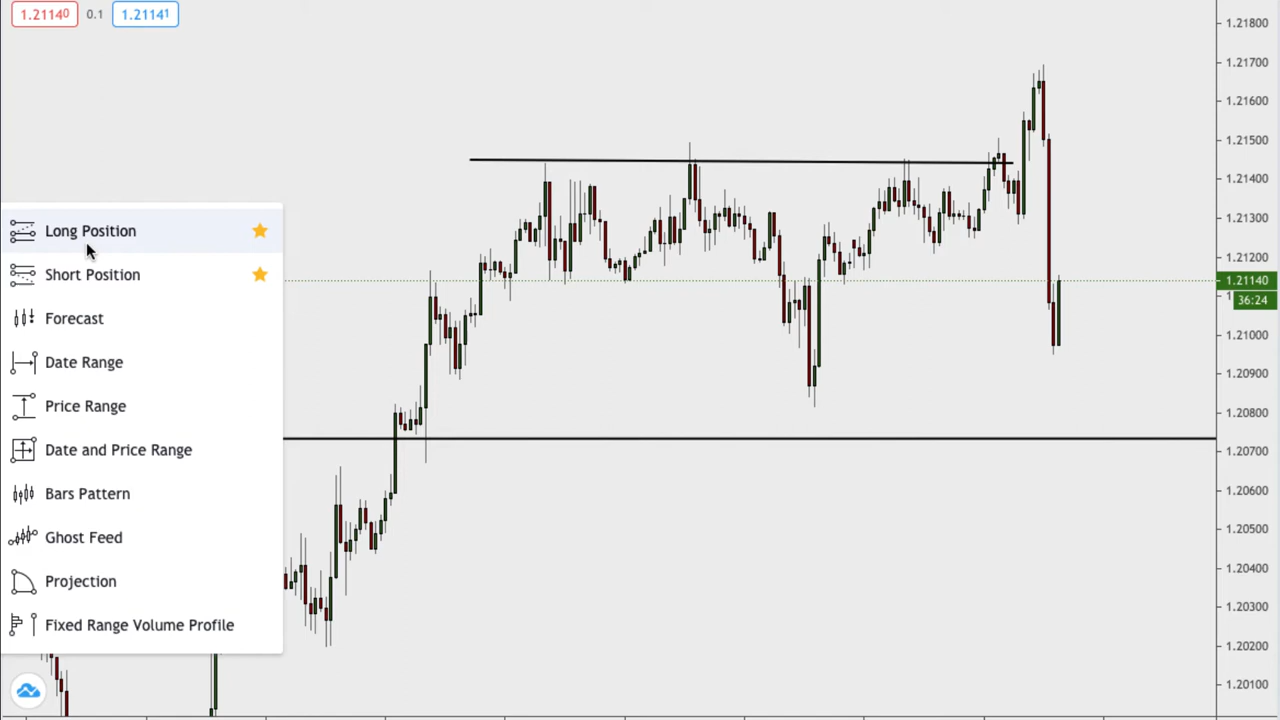 1.21140 0.1 1.21141
Long Position
Short Position
Forecast
Date Range
Price Range
Date and Price Range
Bars Pattern
Ghost Feed
Projection
Fixed Range Volume Profile
1.21800
1.21700
1.21600
1.21500
1.21400
1.21300
1.21200
1.21140
36:24
1.21000
1.20900
1.20800
1.20700
1.20600
1.20500
1.20400
1.20300
1.20200
1.20100